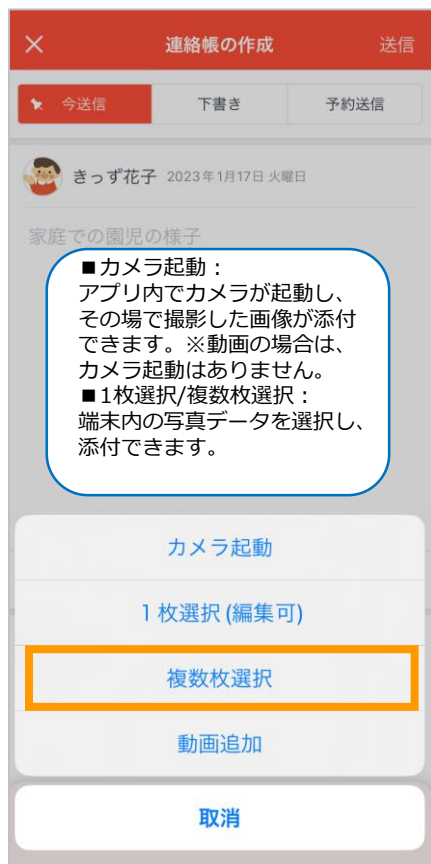 × 連絡帳の作成 送信
今送信 下書き 予約送信
きっず花子 2023年1月17日 火曜日
家庭での園児の様子
■カメラ起動：
アプリ内でカメラが起動し、
その場で撮影した画像が添付
できます。※動画の場合は、
カメラ起動はありません。
■1枚選択/複数枚選択：
端末内の写真データを選択し、
添付できます。
カメラ起動
1 枚選択 (編集可)
複数枚選択
動画追加
取消